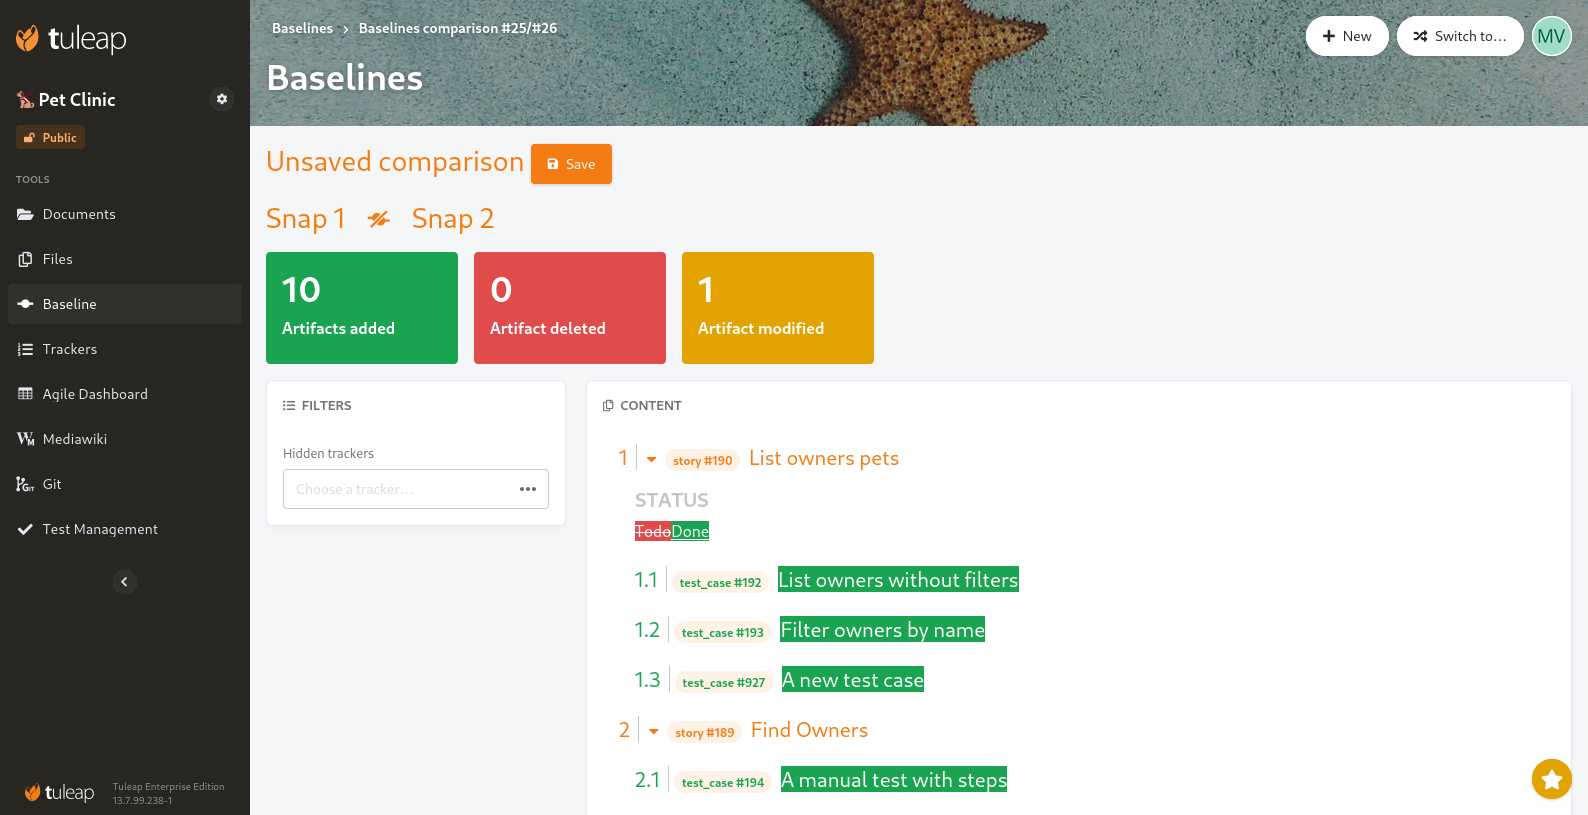 tuleap
Pet Clinic
Public
TOOLS
Documents
Files
Baseline
Trackers
Agile Dashboard
Mediawiki
Git
Test Management
tuleap
Tuleap Enterprise Edition
13.7.99.238-1
Baselines > Baselines comparison #25/#26
New
Switch to...
MV
Baselines
Unsaved comparison
Save
Snap 1
Snap 2
10
Artifacts added
0
Artifact deleted
1
Artifact modified
FILTERS
Hidden trackers
Choose a tracker...
CONTENT
1 story #190 List owners pets
STATUS
TodoDone
1.1 test_case #192 List owners without filters
1.2 test_case #193 Filter owners by name
1.3 test_case #927 A new test case
2 story #189 Find Owners
2.1 test_case #194 A manual test with steps